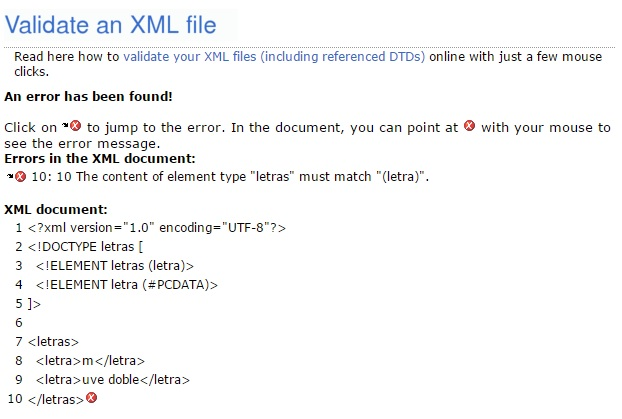 Validate an XML file
Read here how to validate your XML files (including referenced DTDs) online with just a few mouse
clicks.
An error has been found!
Click on to jump to the error. In the document, you can point at with your mouse to
see the error message.
Errors in the XML document:
10: 10 The content of element type "letras" must match "(letra)".
XML document:
1 <?xml version="1.0" encoding="UTF-8"?>
2 <!DOCTYPE letras [
3 <!ELEMENT letras (letra)>
4 <!ELEMENT letra (#PCDATA)>
5 ]>
6
7 <letras>
8 <letra>m</letra>
9 <letra>uve doble</letra>
10 </letras>